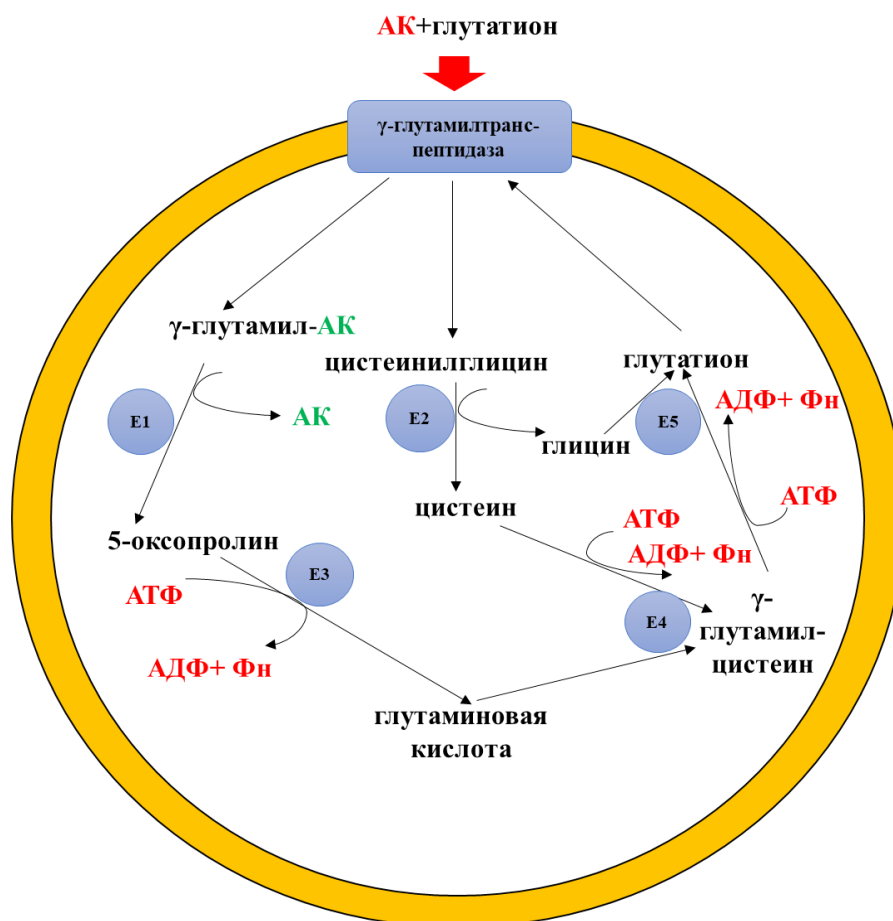 АК+глутатион
γ-глутамилтранс-
пептидаза
γ-глутамил-АК
цистеинилглицин
глутатион
АДФ+ Фн
E1
АК
E2
E5
глицин
АТФ
цистеин
АТФ
5-оксопролин
АДФ+ Фн
E3
АТФ
γ-
глутамил-
цистеин
E4
АДФ+ Фн
глутаминовая
кислота